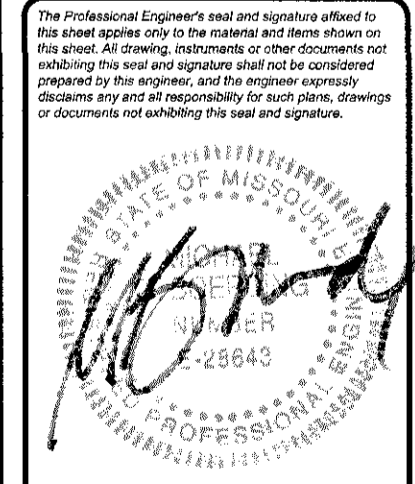 The Professional Engineer's seal and signature affixed to
this sheet applies only to the material and items shown on
this sheet. All drawing, instruments or other documents not
exhibiting this seal and signature shall not be considered
prepared by this engineer, and the engineer expressly
disclaims any and all responsibility for such plans, drawings
or documents not exhibiting this seal and signature.
STATE OF MISSOURI
NUMBER
-25643
PROFESSIONAL